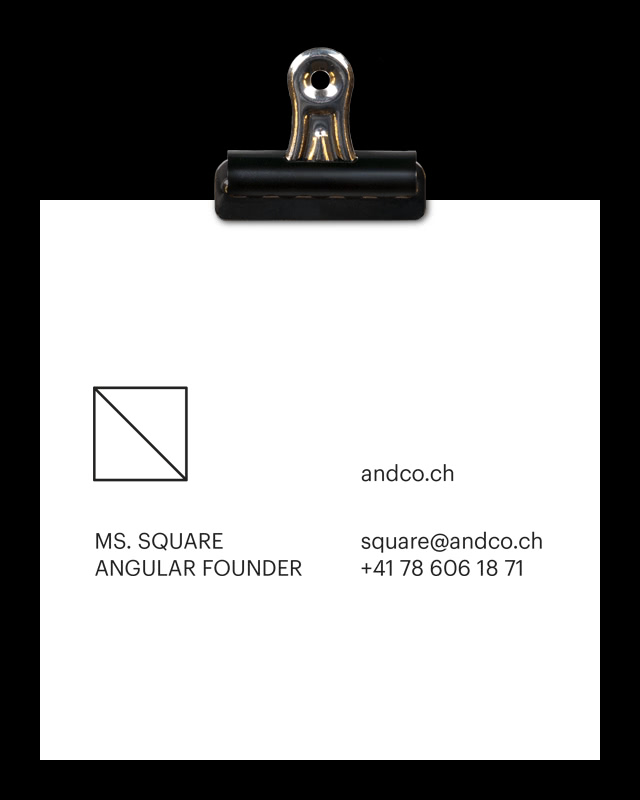 andco.ch
MS. SQUARE
ANGULAR FOUNDER
square@andco.ch
+41 78 606 18 71